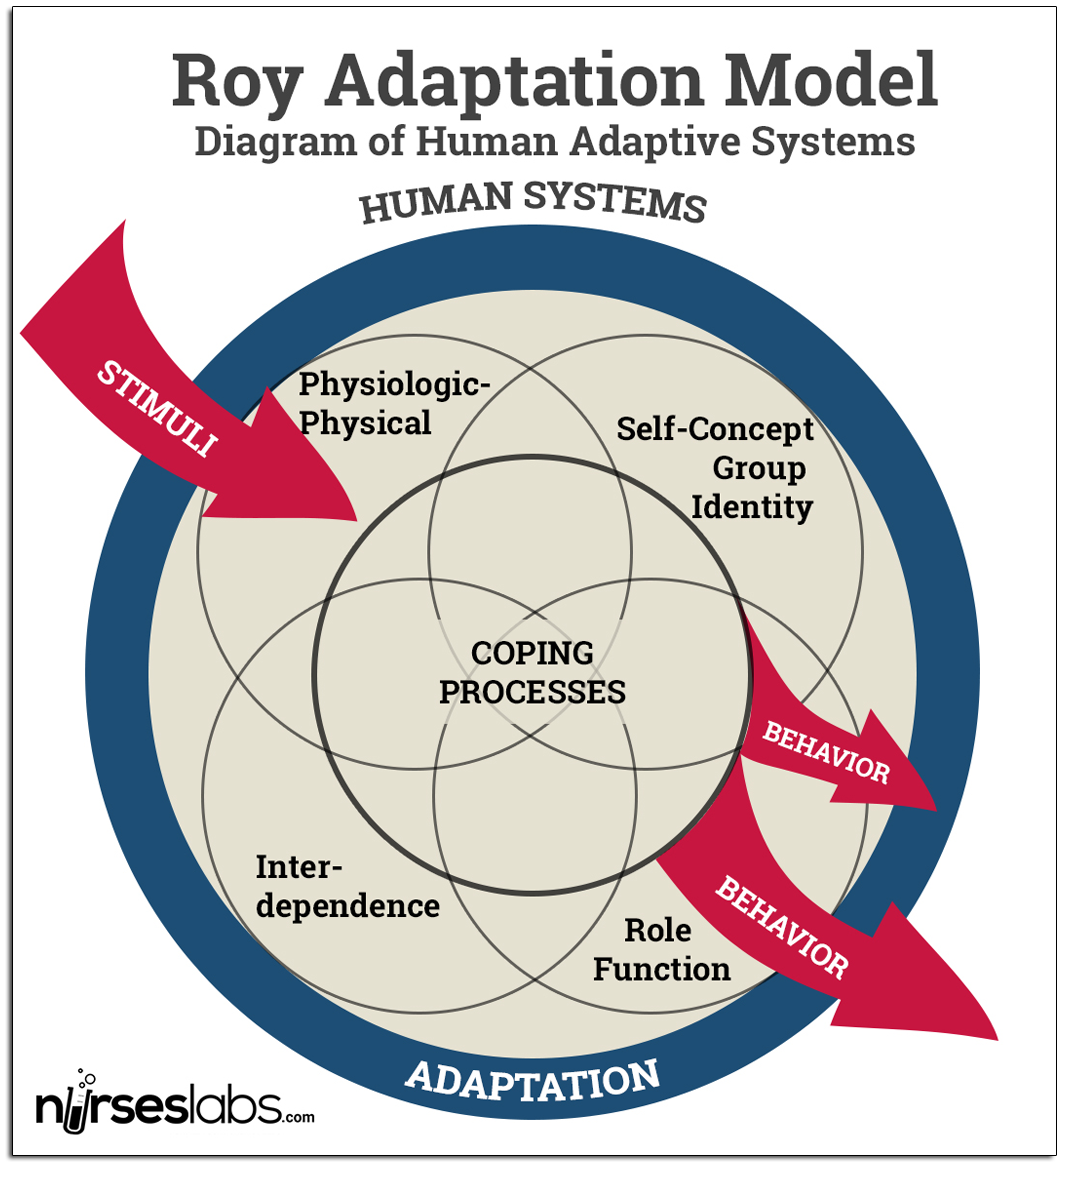 Roy Adaptation Model
Diagram of Human Adaptive Systems
HUMAN SYSTEMS
STIMULI
Physiologic-
Physical
Self-Concept
Group
Identity
COPING
PROCESSES
BEHAVIOR
BEHAVIOR
Inter-
dependence
Role
Function
ADAPTATION
nurseslabs.com